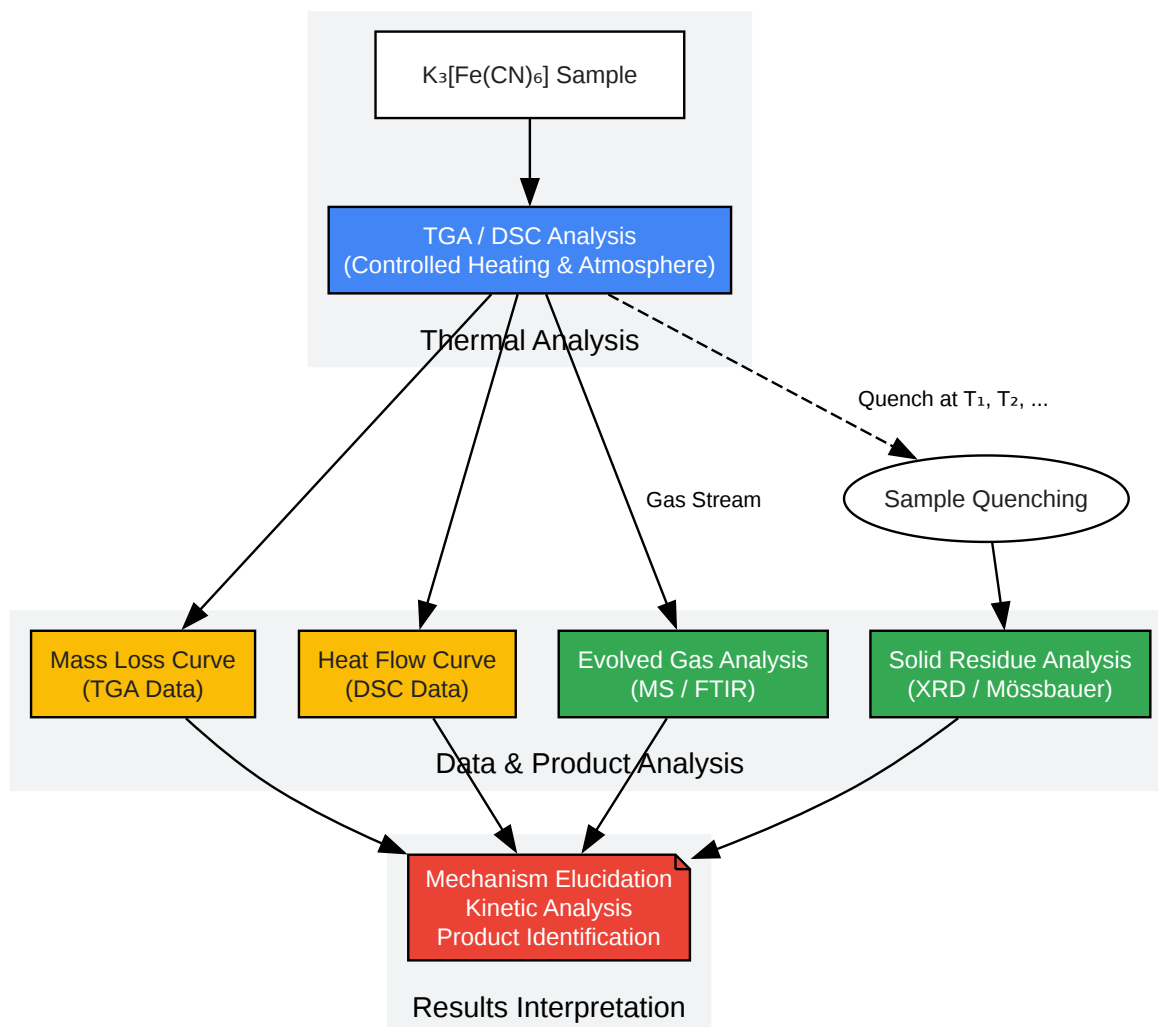 K₃[Fe(CN)₆] Sample
TGA / DSC Analysis
(Controlled Heating & Atmosphere)
Thermal Analysis
Quench at T₁, T₂, ...
Gas Stream
Sample Quenching
Mass Loss Curve
(TGA Data)
Heat Flow Curve
(DSC Data)
Evolved Gas Analysis
(MS / FTIR)
Solid Residue Analysis
(XRD / Mössbauer)
Data & Product Analysis
Mechanism Elucidation
Kinetic Analysis
Product Identification
Results Interpretation